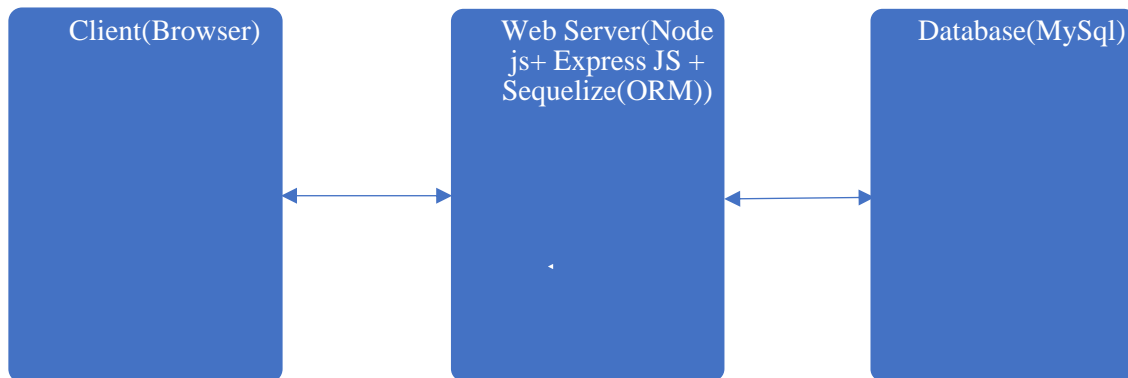 Client(Browser)
Web Server(Node
js+ Express JS +
Sequelize(ORM))
Database(MySql)